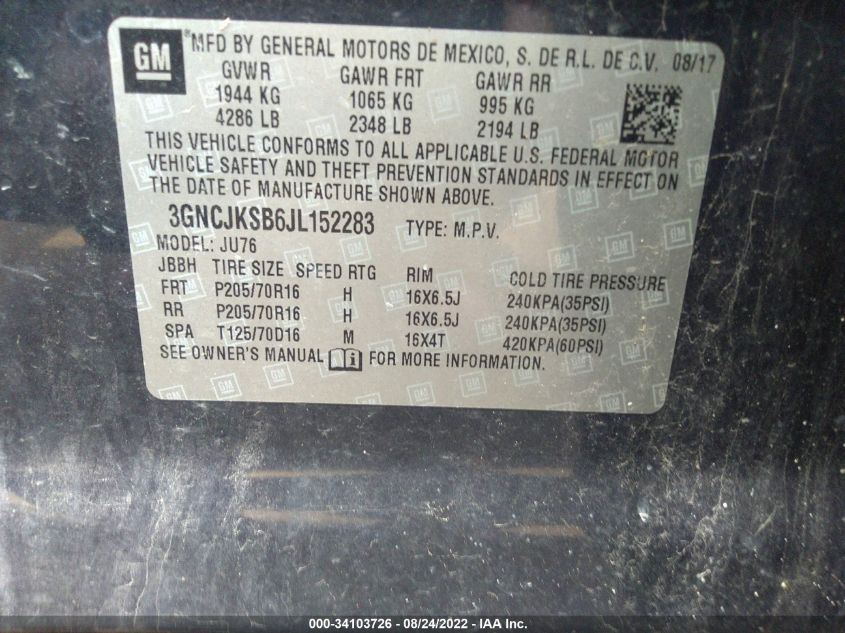 GM ®MFD BY GENERAL MOTORS DE MEXICO, S. DE R.L. DE C.V. 08/17
GVWR GAWR FRT GAWR RR
1944 KG 1065 KG 995 KG
4286 LB 2348 LB 2194 LB
THIS VEHICLE CONFORMS TO ALL APPLICABLE U.S. FEDERAL MOTOR
VEHICLE SAFETY AND THEFT PREVENTION STANDARDS IN EFFECT ON
THE DATE OF MANUFACTURE SHOWN ABOVE.
3GNCJKSB6JL152283 TYPE: M.P.V.
MODEL: JU76
JBBH TIRE SIZE SPEED RTG RIM COLD TIRE PRESSURE
FRT P205/70R16 H 16X6.5J 240KPA(35PSI)
RR P205/70R16 H 16X6.5J 240KPA(35PSI)
SPA T125/70D16 M 16X4T 420KPA(60PSI)
SEE OWNER'S MANUAL FOR MORE INFORMATION.
000-34103726 - 08/24/2022 - IAA Inc.